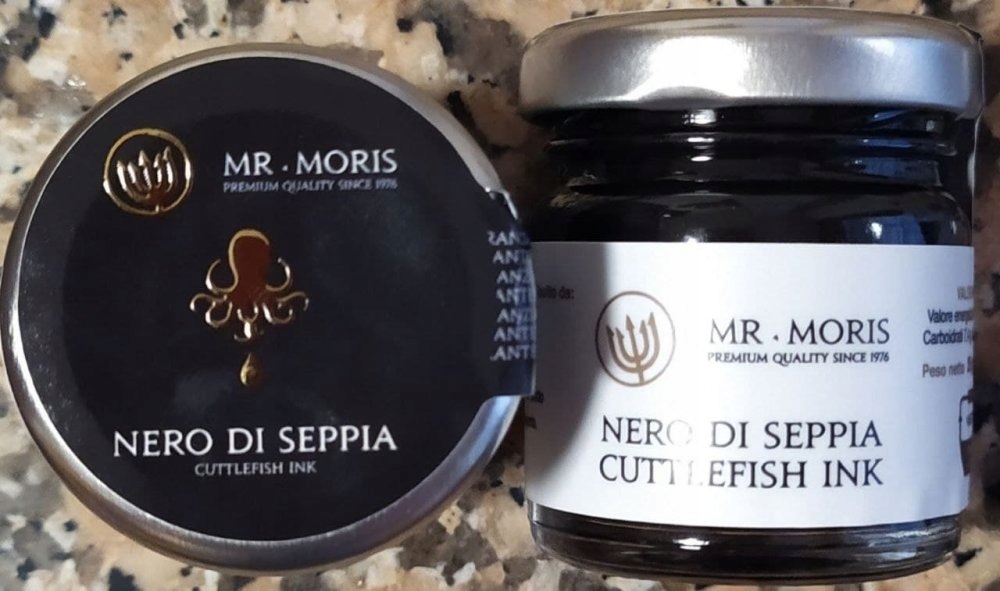 MR · MORIS
PREMIUM QUALITY SINCE 1976
NERO DI SEPPIA
CUTTLEFISH INK
MR · MORIS
PREMIUM QUALITY SINCE 1976
NERO DI SEPPIA
CUTTLEFISH INK
da:
Valore
Carboidrati
Peso netto